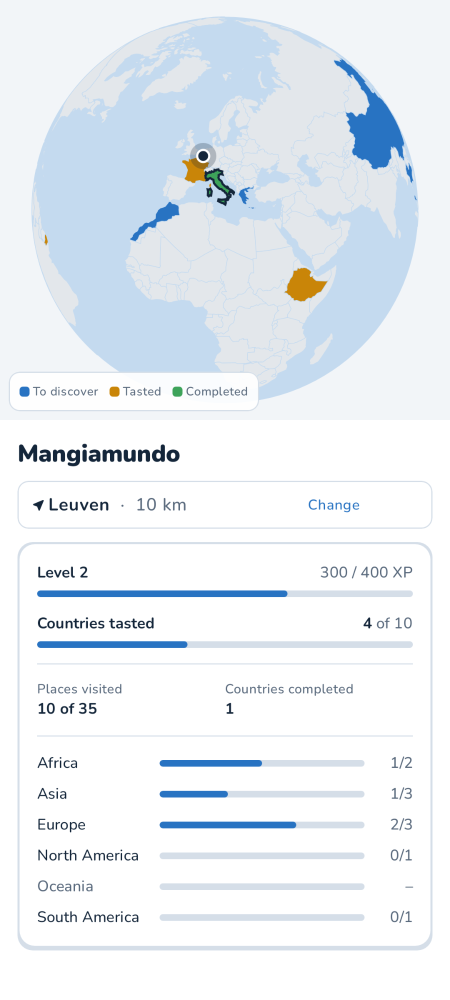 To discover Tasted Completed
Mangiamundo
Leuven · 10 km Change
Level 2 300 / 400 XP
Countries tasted 4 of 10
Places visited Countries completed
10 of 35 1
Africa 1/2
Asia 1/3
Europe 2/3
North America 0/1
Oceania –
South America 0/1